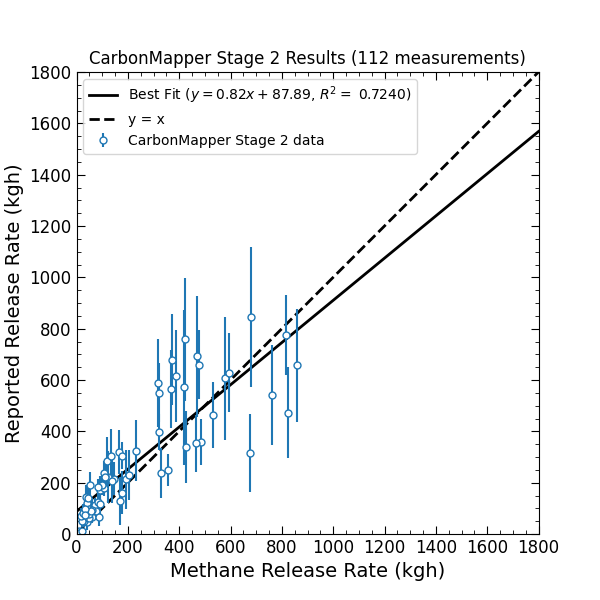 CarbonMapper Stage 2 Results (112 measurements)
Best Fit (y = 0.82x + 87.89, R² = 0.7240)
y = x
CarbonMapper Stage 2 data
Reported Release Rate (kgh)
1800
1600
1400
1200
1000
800
600
400
200
0
0 200 400 600 800 1000 1200 1400 1600 1800
Methane Release Rate (kgh)